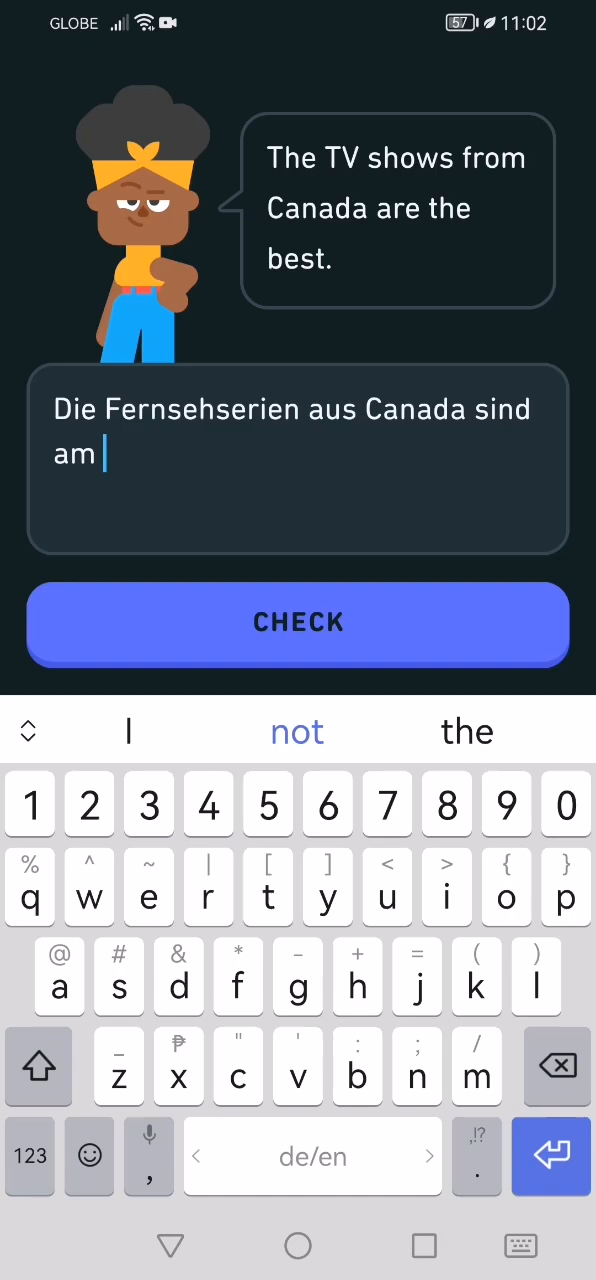 GLOBE 57 11:02
The TV shows from
Canada are the
best.
Die Fernsehserien aus Canada sind
am
CHECK
I not the
1 2 3 4 5 6 7 8 9 0
% ^ ~ | [ ] < > { }
q w e r t y u i o p
@ # & * - + = ( )
a s d f g h j k l
_ ₱ " ' : ; /
z x c v b n m
,!?
123 , < de/en > .